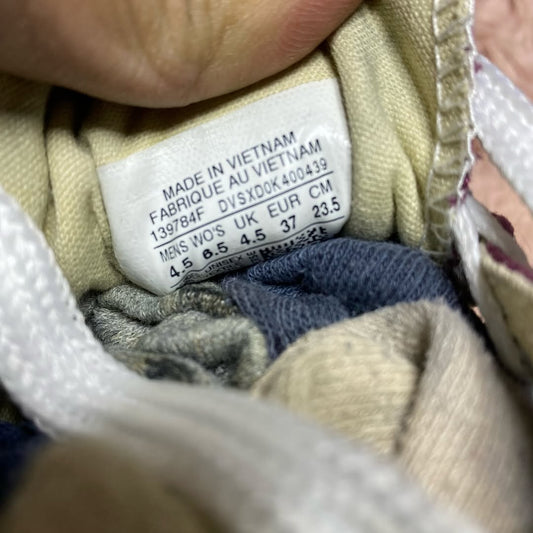 MADE IN VIETNAM
FABRIQUE AU VIETNAM
139784F DVSXD0K400439
MENS WO'S UK EUR CM
4.5 6.5 4.5 37 23.5
UNISEX